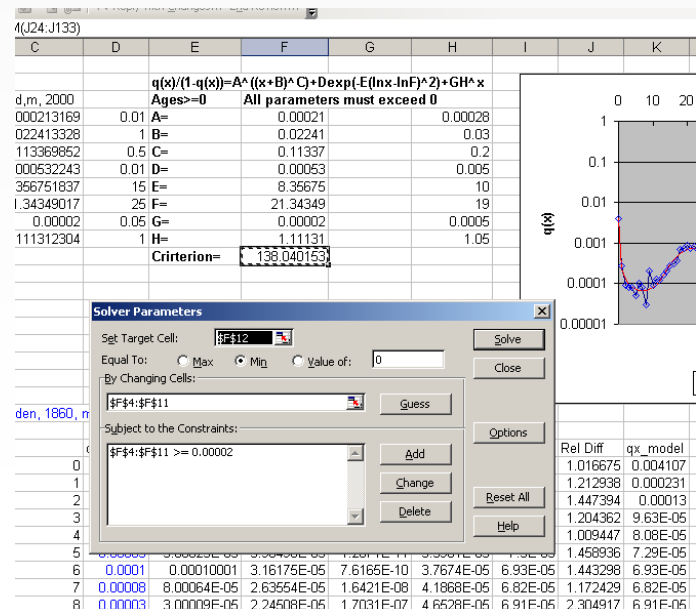 M(J24:J133)
C D E F G H I J K
q(x)/(1-q(x))=A^((x+B)^C)+Dexp(-E(lnx-lnF)^2)+GH^x
d,m, 2000 Ages>=0 All parameters must exceed 0
000213169 0.01 A= 0.00021 0.00028
022413328 1 B= 0.02241 0.03
113369852 0.5 C= 0.11337 0.2
000532243 0.01 D= 0.00053 0.005
356751837 15 E= 8.35675 10
1.34349017 25 F= 21.34349 19
0.00002 0.05 G= 0.00002 0.0005
111312304 1 H= 1.11131 1.05
Crirterion= 138.040153
0 10 20
1
0.1
0.01
0.001
0.0001
0.00001
q(x)
Solver Parameters
Set Target Cell: $F$12 Solve
Equal To: Max Min Value of: 0 Close
By Changing Cells:
$F$4:$F$11 Guess
Subject to the Constraints: Options
$F$4:$F$11 >= 0.00002 Add
Change Reset All
Delete Help
den, 1860, m
Rel Diff qx_model
0 1.016675 0.004107
1 1.212938 0.000231
2 1.447394 0.00013
3 1.204362 9.63E-05
4 1.009447 8.08E-05
5 1.458936 7.29E-05
6 0.0001 0.00010001 3.16175E-05 7.6165E-10 3.7674E-05 6.93E-05 1.443298 6.93E-05
7 0.00008 8.00064E-05 2.63554E-05 1.6421E-08 4.1868E-05 6.82E-05 1.172429 6.82E-05
8 0.00003 3.00009E-05 2.24508E-05 1.7031E-07 4.6528E-05 6.91E-05 2.304917 6.91E-05